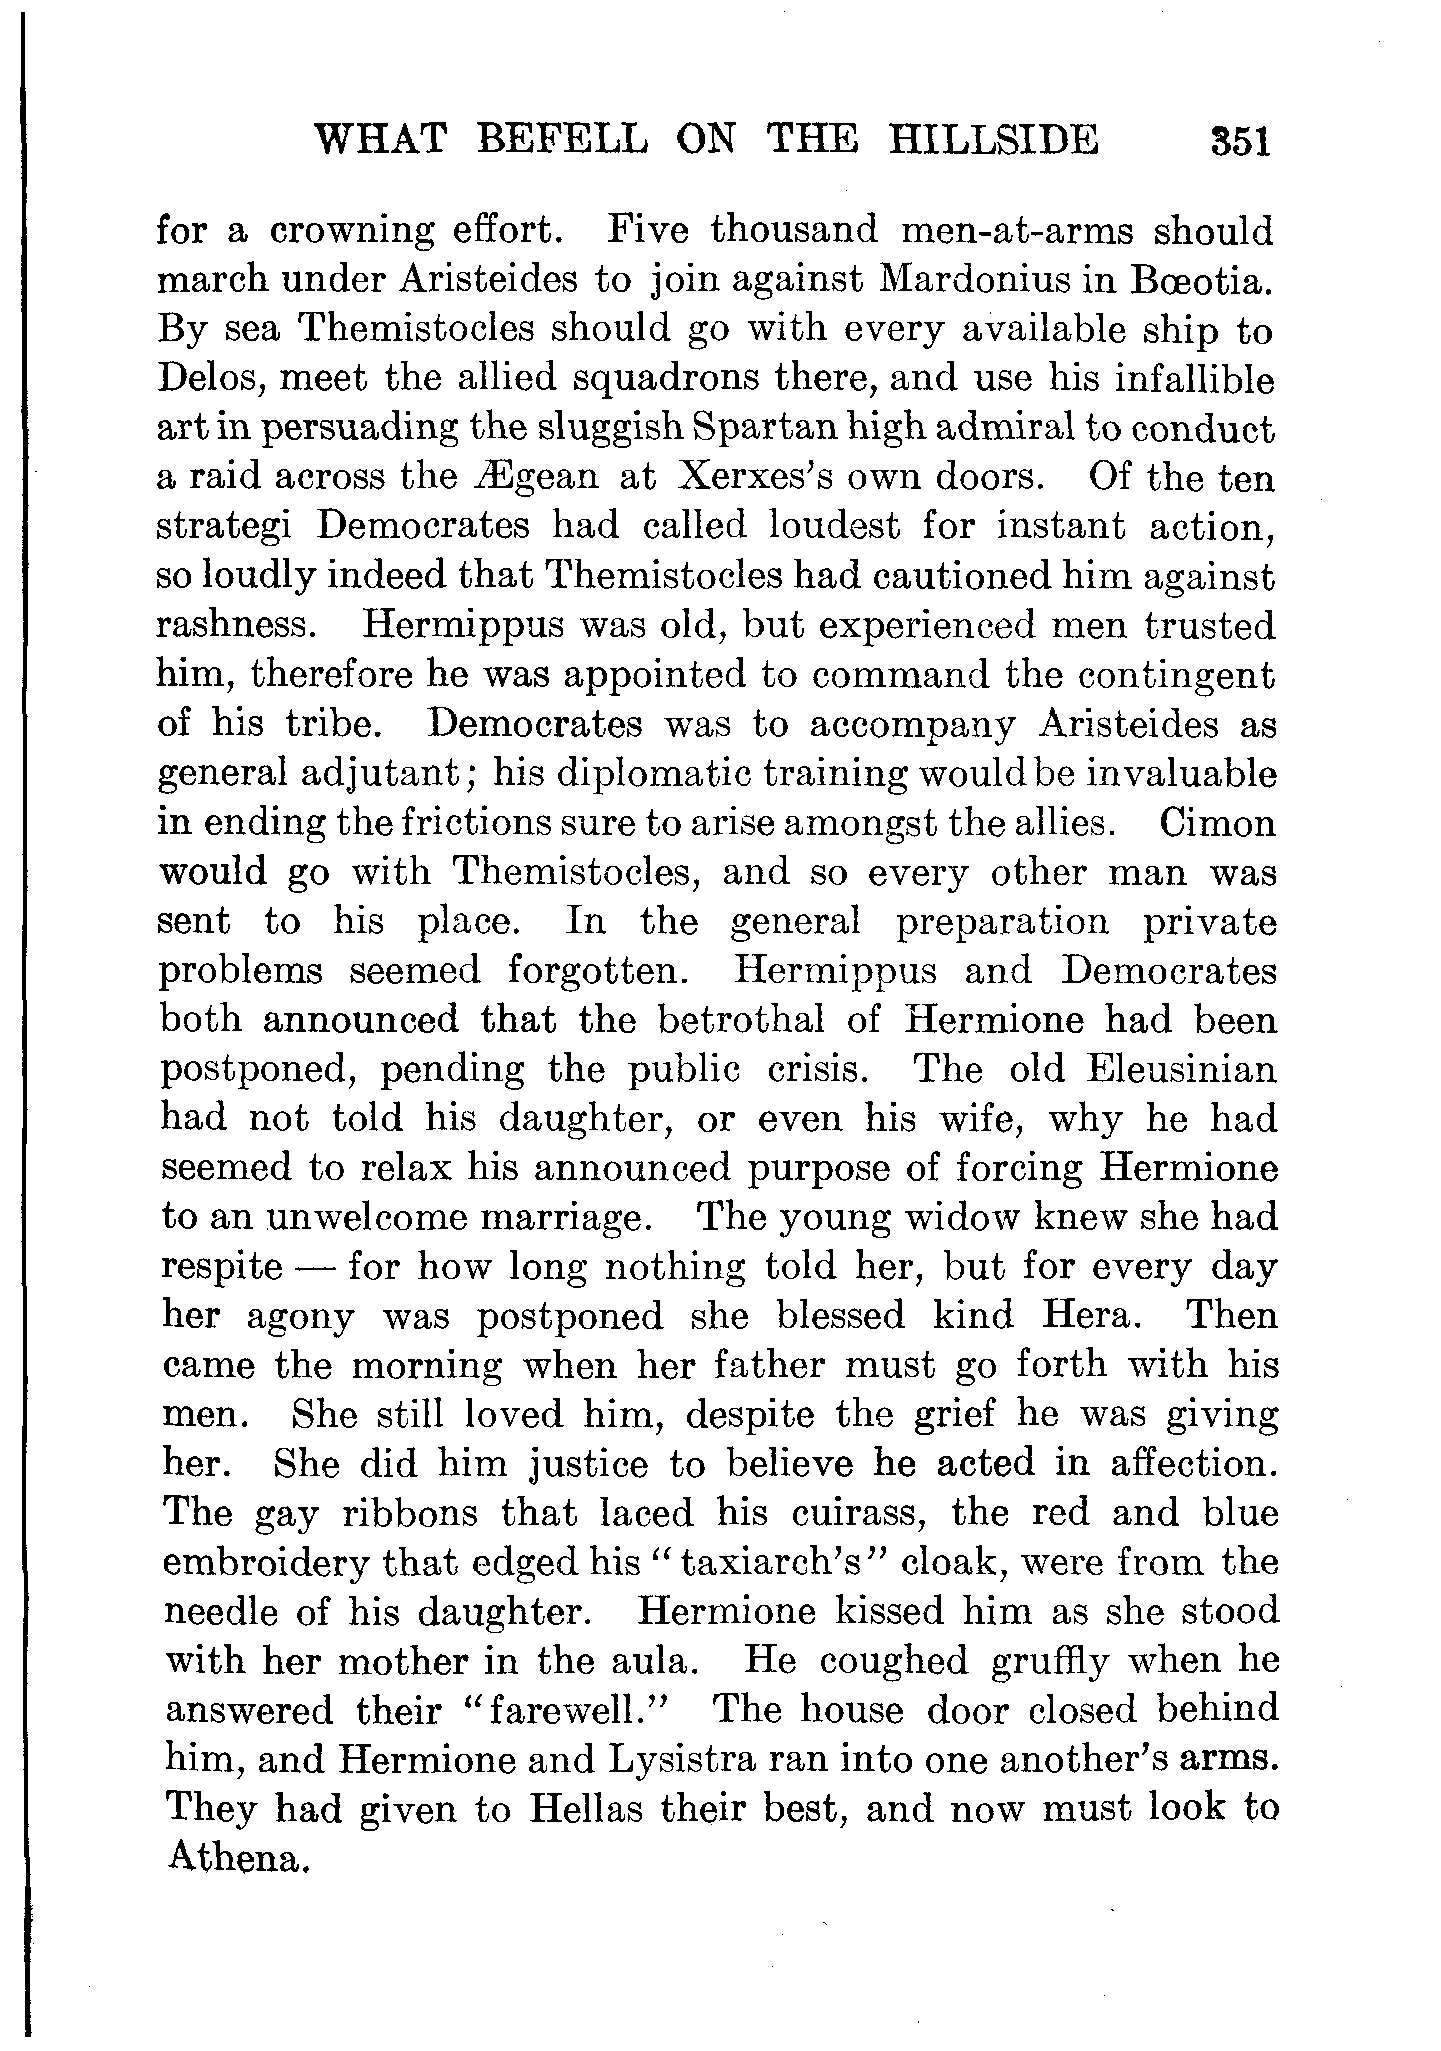 WHAT BEFELL ON THE HILLSIDE 351
for a crowning effort. Five thousand men-at-arms should
march under Aristeides to join against Mardonius in Bœotia.
By sea Themistocles should go with every available ship to
Delos, meet the allied squadrons there, and use his infallible
art in persuading the sluggish Spartan high admiral to conduct
a raid across the Ægean at Xerxes's own doors. Of the ten
strategi Democrates had called loudest for instant action,
so loudly indeed that Themistocles had cautioned him against
rashness. Hermippus was old, but experienced men trusted
him, therefore he was appointed to command the contingent
of his tribe. Democrates was to accompany Aristeides as
general adjutant; his diplomatic training would be invaluable
in ending the frictions sure to arise amongst the allies. Cimon
would go with Themistocles, and so every other man was
sent to his place. In the general preparation private
problems seemed forgotten. Hermippus and Democrates
both announced that the betrothal of Hermione had been
postponed, pending the public crisis. The old Eleusinian
had not told his daughter, or even his wife, why he had
seemed to relax his announced purpose of forcing Hermione
to an unwelcome marriage. The young widow knew she had
respite — for how long nothing told her, but for every day
her agony was postponed she blessed kind Hera. Then
came the morning when her father must go forth with his
men. She still loved him, despite the grief he was giving
her. She did him justice to believe he acted in affection.
The gay ribbons that laced his cuirass, the red and blue
embroidery that edged his "taxiarch's" cloak, were from the
needle of his daughter. Hermione kissed him as she stood
with her mother in the aula. He coughed gruffly when he
answered their "farewell." The house door closed behind
him, and Hermione and Lysistra ran into one another's arms.
They had given to Hellas their best, and now must look to
Athena.